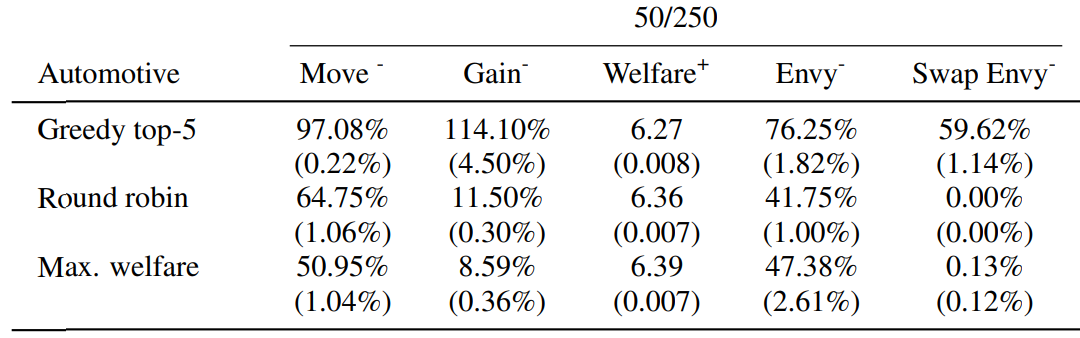 50/250
Automotive Move - Gain- Welfare+ Envy- Swap Envy-
Greedy top-5 97.08% 114.10% 6.27 76.25% 59.62%
(0.22%) (4.50%) (0.008) (1.82%) (1.14%)
Round robin 64.75% 11.50% 6.36 41.75% 0.00%
(1.06%) (0.30%) (0.007) (1.00%) (0.00%)
Max. welfare 50.95% 8.59% 6.39 47.38% 0.13%
(1.04%) (0.36%) (0.007) (2.61%) (0.12%)